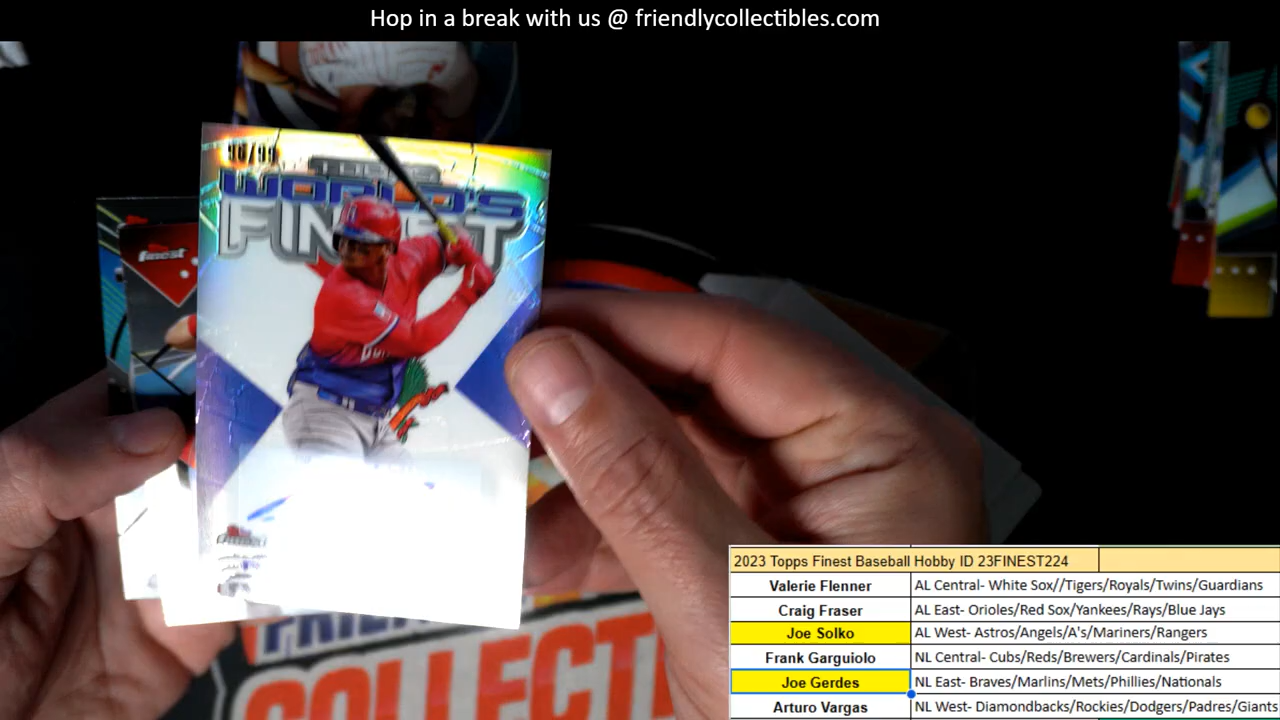 Hop in a break with us @ friendlycollectibles.com
TOPPS
WORLD'S
FINEST
finest
COLLECT
2023 Topps Finest Baseball Hobby ID 23FINEST224
Valerie Flenner AL Central- White Sox//Tigers/Royals/Twins/Guardians
Craig Fraser AL East- Orioles/Red Sox/Yankees/Rays/Blue Jays
Joe Solko AL West- Astros/Angels/A's/Mariners/Rangers
Frank Garguiolo NL Central- Cubs/Reds/Brewers/Cardinals/Pirates
Joe Gerdes NL East- Braves/Marlins/Mets/Phillies/Nationals
Arturo Vargas NL West- Diamondbacks/Rockies/Dodgers/Padres/Giants